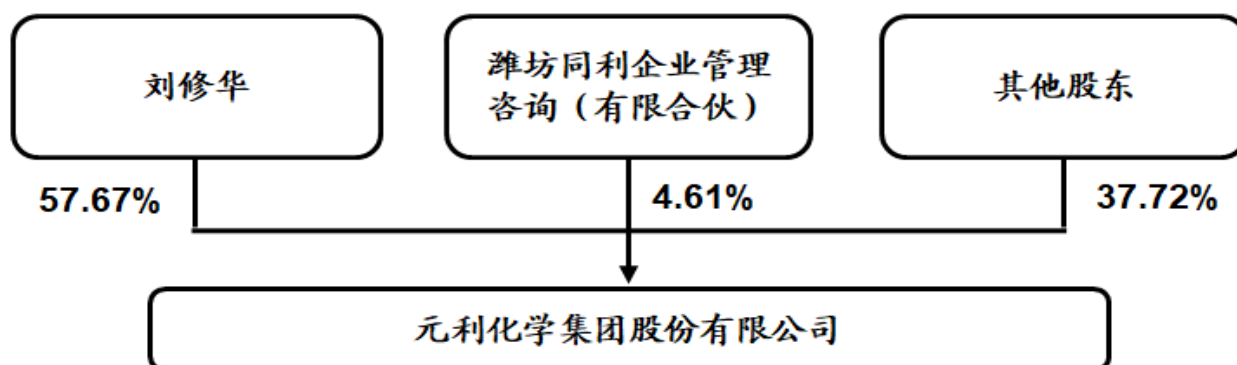 刘修华
潍坊同利企业管理
咨询（有限合伙）
其他股东
57.67%
4.61%
37.72%
元利化学集团股份有限公司